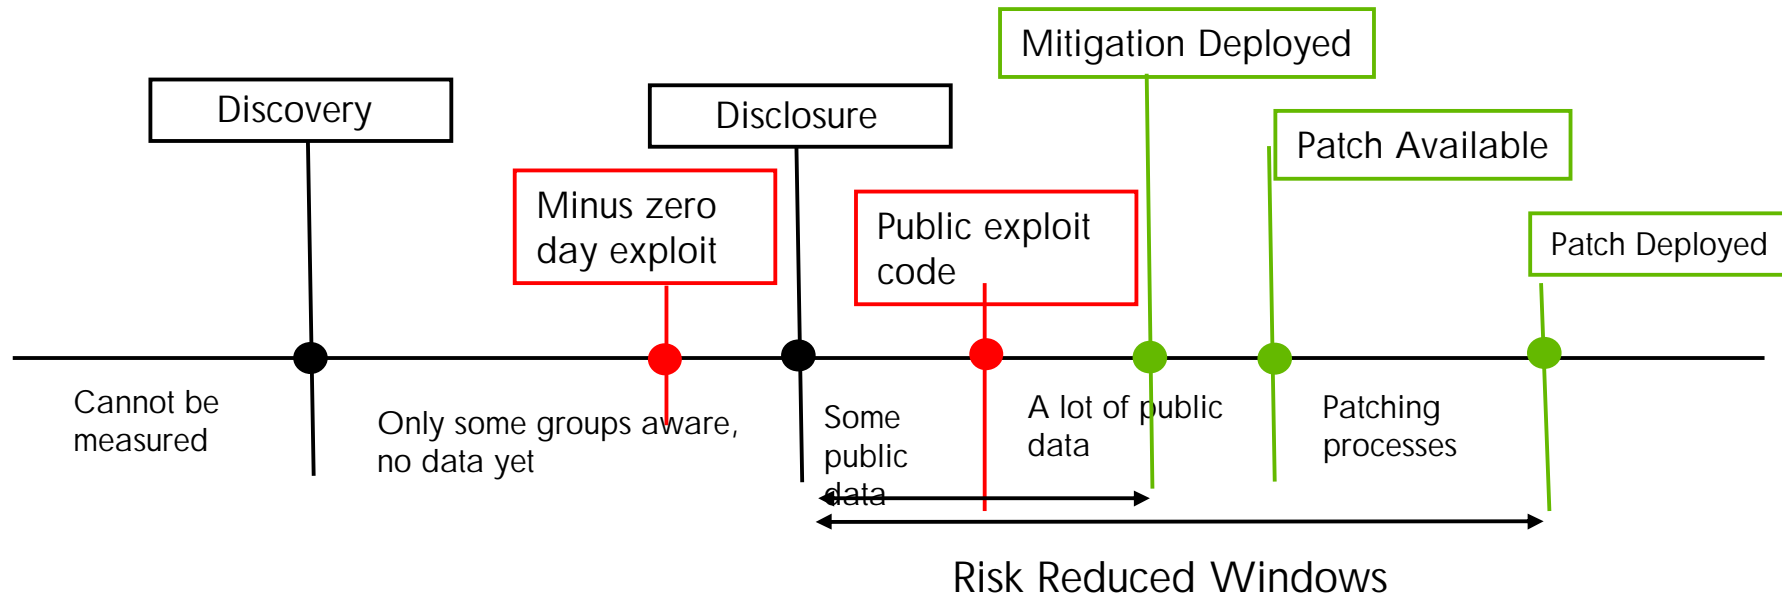 Mitigation Deployed
Discovery
Disclosure
Patch Available
Minus zero
day exploit
Public exploit
code
Patch Deployed
Cannot be
measured
Only some groups aware,
no data yet
Some
public
data
A lot of public
data
Patching
processes
Risk Reduced Windows